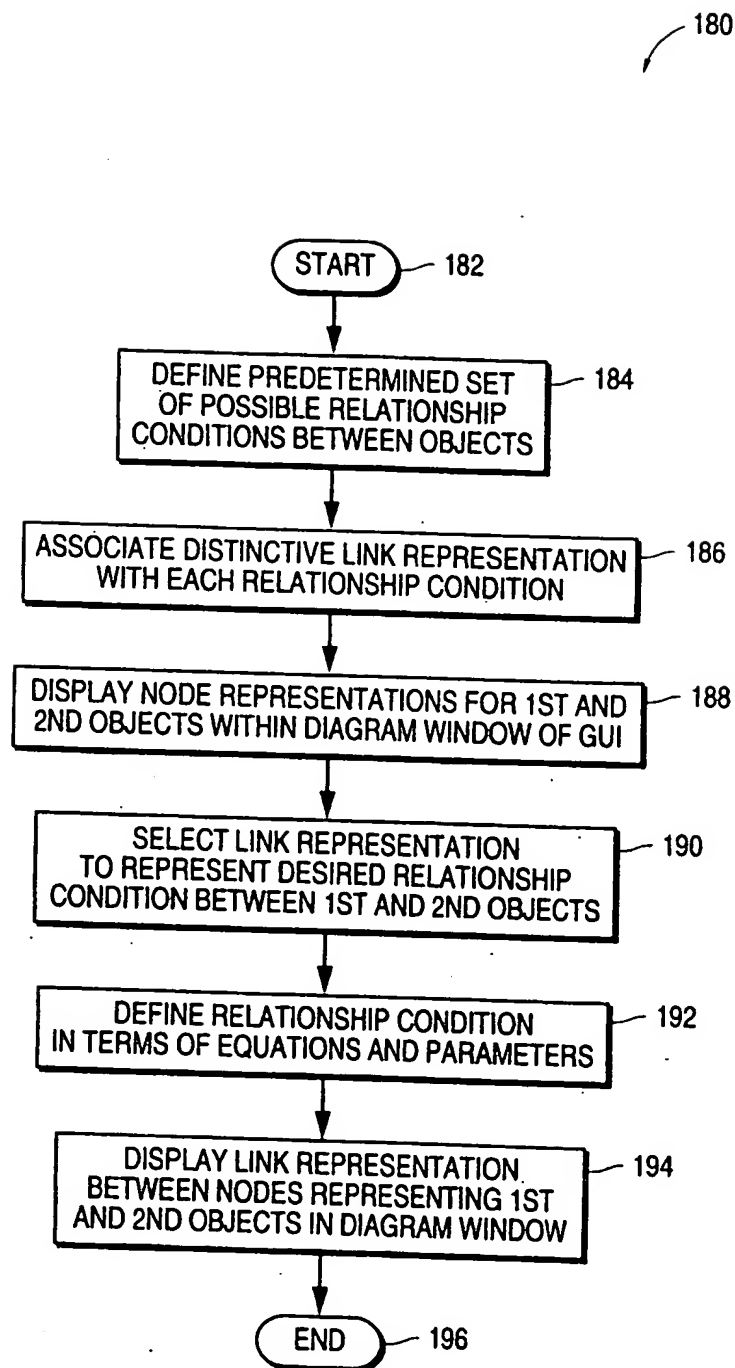 180
START
182
DEFINE PREDETERMINED SET
OF POSSIBLE RELATIONSHIP
CONDITIONS BETWEEN OBJECTS
184
ASSOCIATE DISTINCTIVE LINK REPRESENTATION
WITH EACH RELATIONSHIP CONDITION
186
DISPLAY NODE REPRESENTATIONS FOR 1ST AND
2ND OBJECTS WITHIN DIAGRAM WINDOW OF GUI
188
SELECT LINK REPRESENTATION
TO REPRESENT DESIRED RELATIONSHIP
CONDITION BETWEEN 1ST AND 2ND OBJECTS
190
DEFINE RELATIONSHIP CONDITION
IN TERMS OF EQUATIONS AND PARAMETERS
192
DISPLAY LINK REPRESENTATION
BETWEEN NODES REPRESENTING 1ST
AND 2ND OBJECTS IN DIAGRAM WINDOW
194
END
196